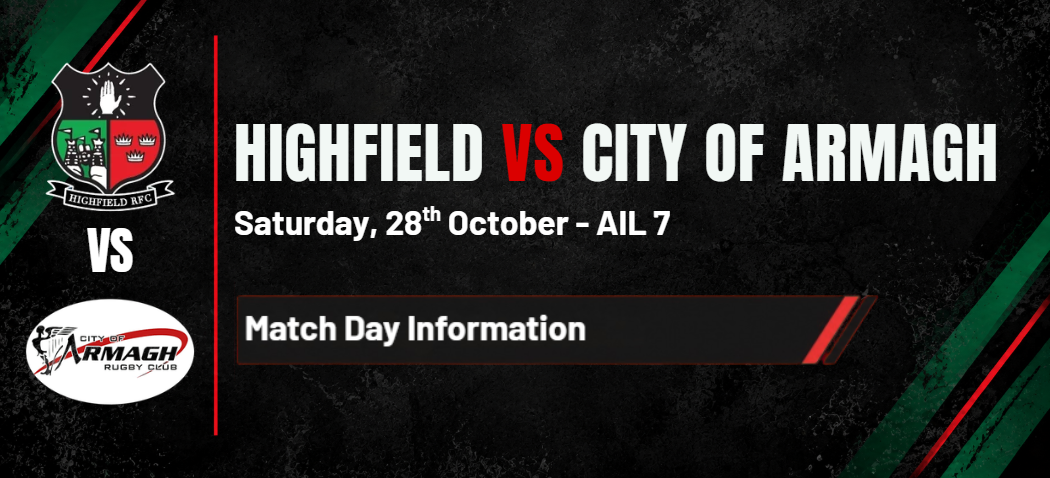 HIGHFIELD RFC
VS
CITY OF
ARMAGH
RUGBY CLUB
HIGHFIELD VS CITY OF ARMAGH
Saturday, 28th October - AIL 7
Match Day Information